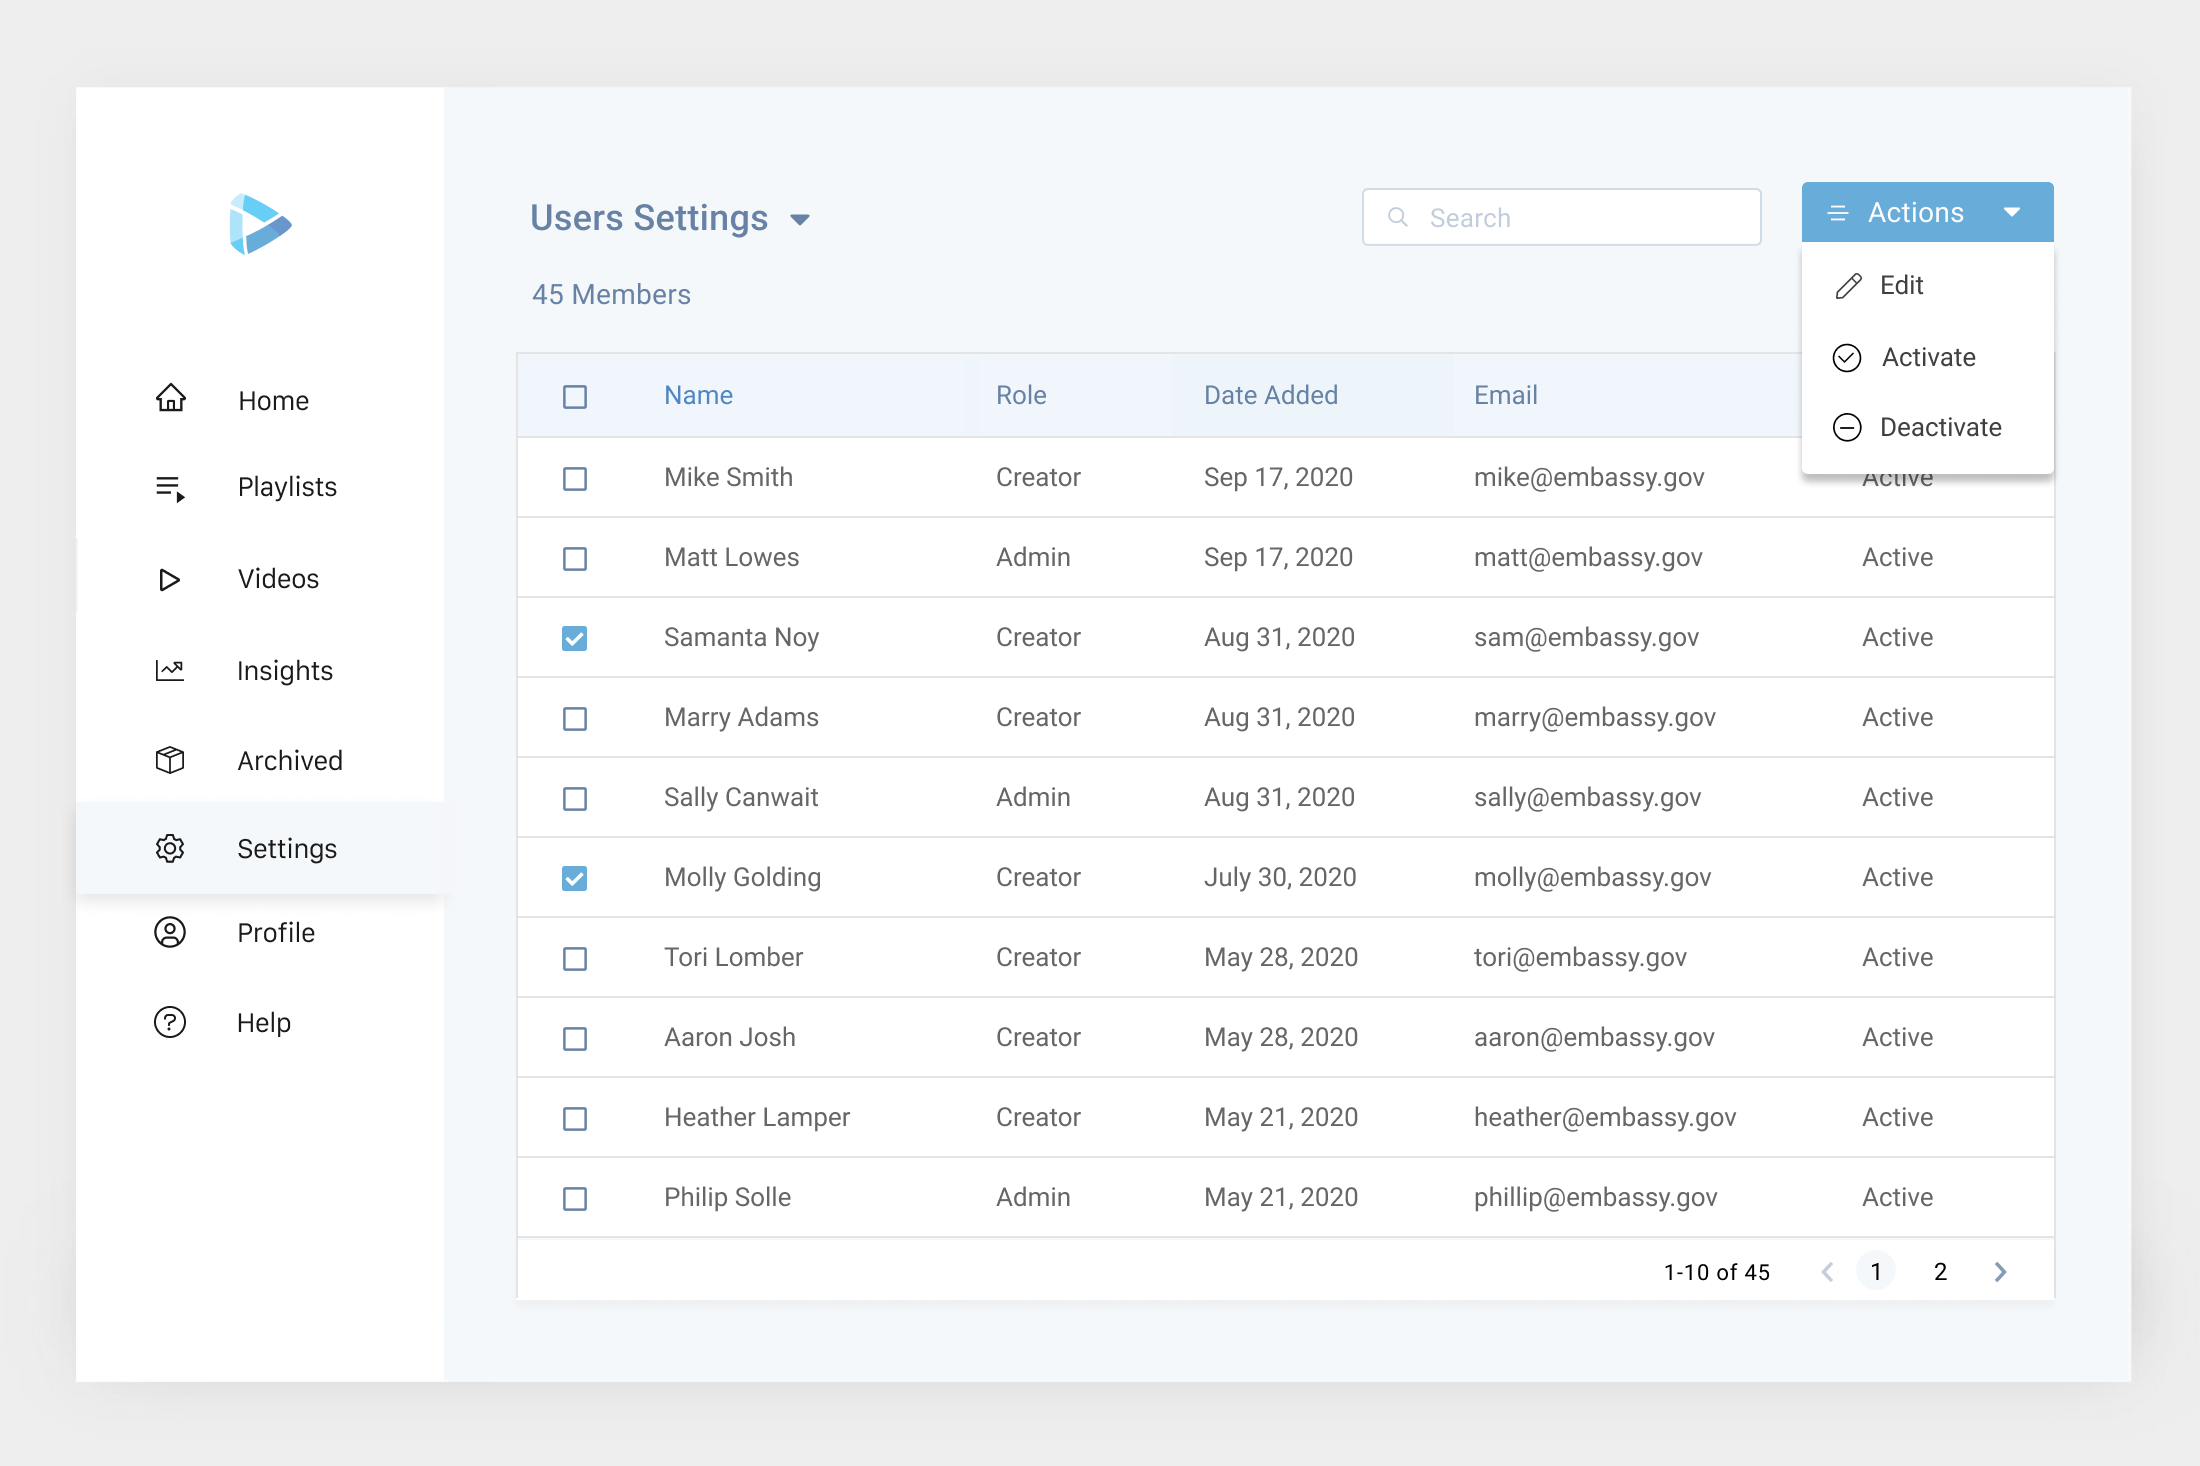 Users Settings
Search
Actions
45 Members
Edit
Activate
Deactivate
Home
Playlists
Videos
Insights
Archived
Settings
Profile
Help
Name Role Date Added Email
Mike Smith Creator Sep 17, 2020 mike@embassy.gov Active
Matt Lowes Admin Sep 17, 2020 matt@embassy.gov Active
Samanta Noy Creator Aug 31, 2020 sam@embassy.gov Active
Marry Adams Creator Aug 31, 2020 marry@embassy.gov Active
Sally Canwait Admin Aug 31, 2020 sally@embassy.gov Active
Molly Golding Creator July 30, 2020 molly@embassy.gov Active
Tori Lomber Creator May 28, 2020 tori@embassy.gov Active
Aaron Josh Creator May 28, 2020 aaron@embassy.gov Active
Heather Lamper Creator May 21, 2020 heather@embassy.gov Active
Philip Solle Admin May 21, 2020 phillip@embassy.gov Active
1-10 of 45 1 2